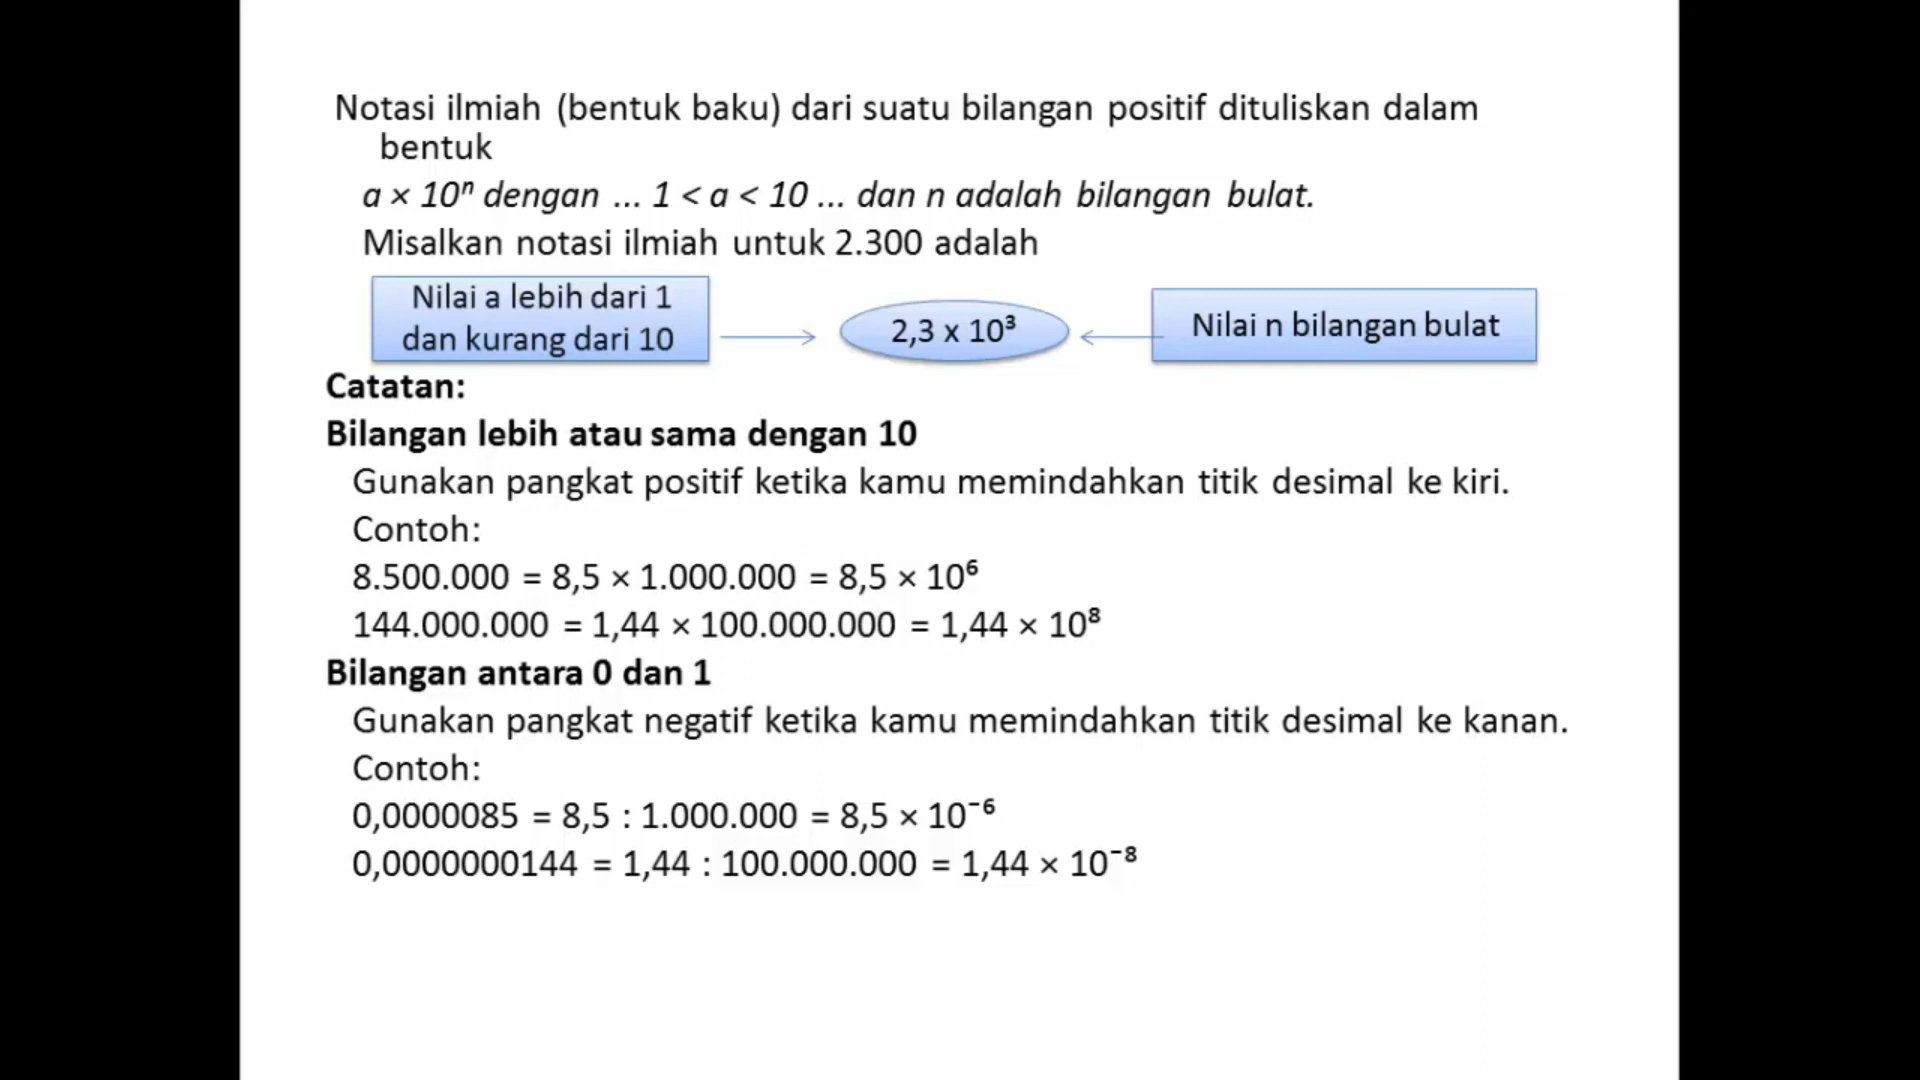 Notasi ilmiah (bentuk baku) dari suatu bilangan positif dituliskan dalam
bentuk
a × 10ⁿ dengan ... 1 < a < 10 ... dan n adalah bilangan bulat.
Misalkan notasi ilmiah untuk 2.300 adalah
Nilai a lebih dari 1
dan kurang dari 10
2,3 x 10³
Nilai n bilangan bulat
Catatan:
Bilangan lebih atau sama dengan 10
Gunakan pangkat positif ketika kamu memindahkan titik desimal ke kiri.
Contoh:
8.500.000 = 8,5 × 1.000.000 = 8,5 × 10⁶
144.000.000 = 1,44 × 100.000.000 = 1,44 × 10⁸
Bilangan antara 0 dan 1
Gunakan pangkat negatif ketika kamu memindahkan titik desimal ke kanan.
Contoh:
0,0000085 = 8,5 : 1.000.000 = 8,5 × 10⁻⁶
0,0000000144 = 1,44 : 100.000.000 = 1,44 × 10⁻⁸